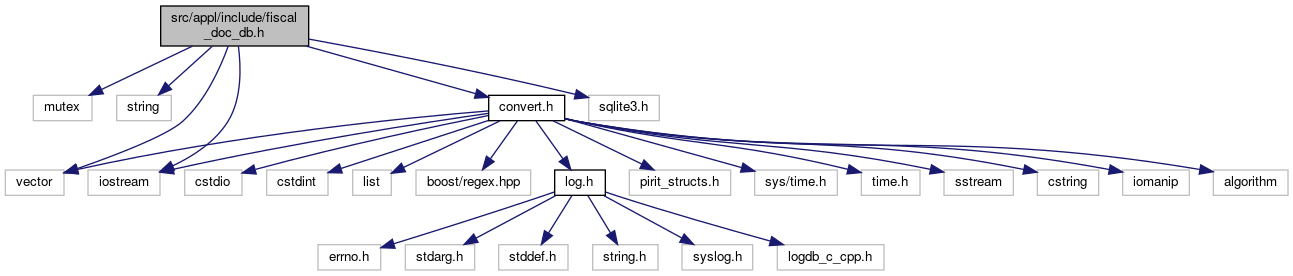 src/appl/include/fiscal
_doc_db.h
mutex
string
convert.h
sqlite3.h
vector
iostream
cstdio
cstdint
list
boost/regex.hpp
log.h
pirit_structs.h
sys/time.h
time.h
sstream
cstring
iomanip
algorithm
errno.h
stdarg.h
stddef.h
string.h
syslog.h
logdb_c_cpp.h